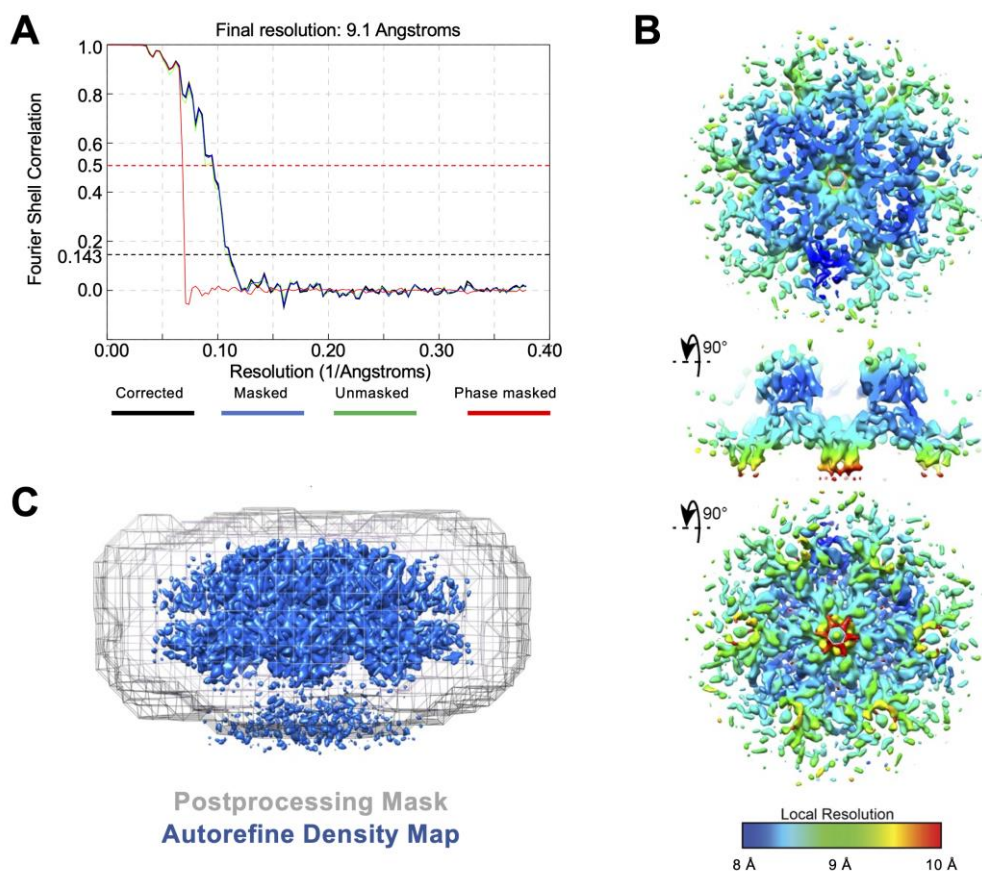 A
Final resolution: 9.1 Angstroms
Fourier Shell Correlation
1.0
0.8
0.6
0.5
0.4
0.2
0.143
0.0
0.00 0.10 0.20 0.30 0.40
Resolution (1/Angstroms)
Corrected Masked Unmasked Phase masked
B
90°
90°
Local Resolution
8 Å 9 Å 10 Å
C
Postprocessing Mask
Autorefine Density Map